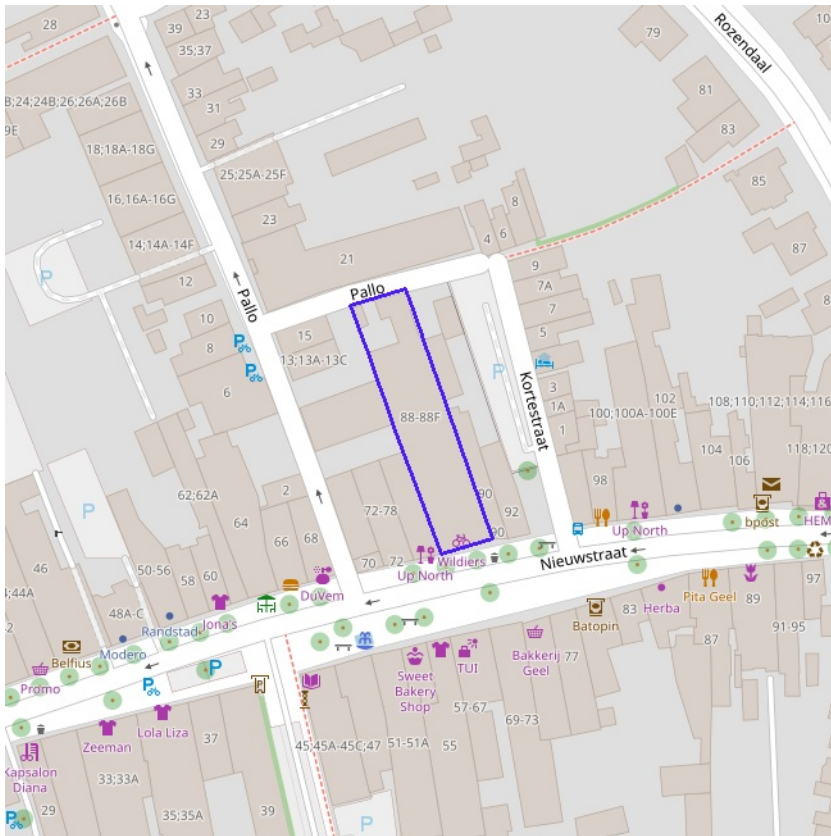 28
23
39
35;37
79
Rozendaal
B;24;24B;26;26A;26B
33
81
31
9E
83
29
18;18A-18G
25;25A-25F
85
16,16A-16G
8
23
6
4
14;14A-14F
87
21
9
P
12
Pallo
7A
Pallo
7
10
15
5
P
8
13;13A-13C
P
P
6
3
Kortestraat
102
1A
108;110;112;114;116
88-88F
100;100A-100E
1
104
118;120
106
98
2
62;62A
90
72-78
92
P
64
90
bpost
HEM
66
68
Up North
Nieuwstraat
70
72
Wildiers
Up North
46
50-56
58
60
DuVem
97
44A
48A-C
Jona's
Herba
Pita Geel
89
Randstad
Batopin
83
Modero
87
91-95
Belfius
Promo
P
Sweet
Bakery
Shop
TUI
Bakkerij
Geel
77
P
P
57-67
Lola Liza
69-73
Zeeman
37
45;45A-45C;47
51-51A
55
Kapsalon
Diana
33;33A
29
35;35A
39
P
P